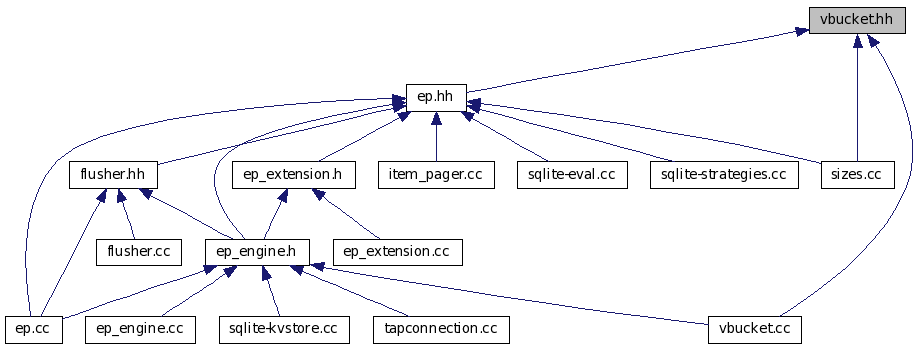 vbucket.hh
ep.hh
flusher.hh
ep_extension.h
item_pager.cc
sqlite-eval.cc
sqlite-strategies.cc
sizes.cc
flusher.cc
ep_engine.h
ep_extension.cc
ep.cc
ep_engine.cc
sqlite-kvstore.cc
tapconnection.cc
vbucket.cc